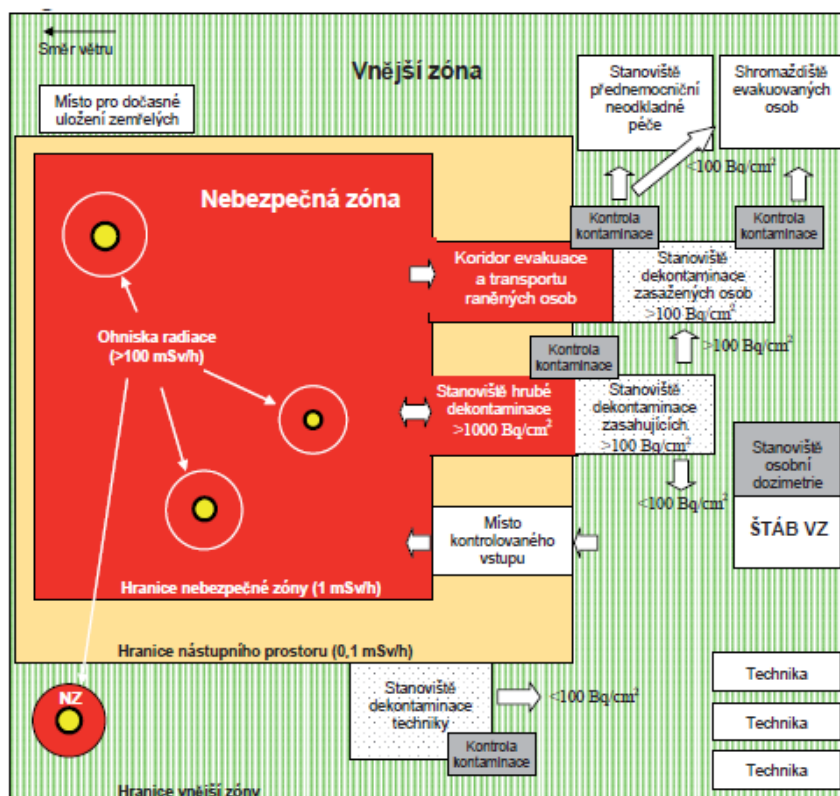 Směr větru
Vnější zóna
Místo pro dočasné
uložení zemřelých
Stanoviště
přednemocniční
neodkladné
péče
Shromaždiště
evakuovaných
osob
<100 Bq/cm²
Kontrola
kontaminace
Kontrola
kontaminace
Nebezpečná zóna
Koridor evakuace
a transportu
raněných osob
Stanoviště
dekontaminace
zasažených osob
>100 Bq/cm²
Ohniska radiace
(>100 mSv/h)
Kontrola
kontaminace
>100 Bq/cm²
Stanoviště hrubé
dekontaminace
>1000 Bq/cm²
Stanoviště
dekontaminace
zasahujících
>100 Bq/cm²
Stanoviště
osobní
dozimetrie
<100 Bq/cm²
ŠTÁB VZ
Místo
kontrolovaného
vstupu
Hranice nebezpečné zóny (1 mSv/h)
Hranice nástupního prostoru (0,1 mSv/h)
NZ
Stanoviště
dekontaminace
techniky
<100 Bq/cm²
Kontrola
kontaminace
Technika
Technika
Technika
Hranice vnější zóny